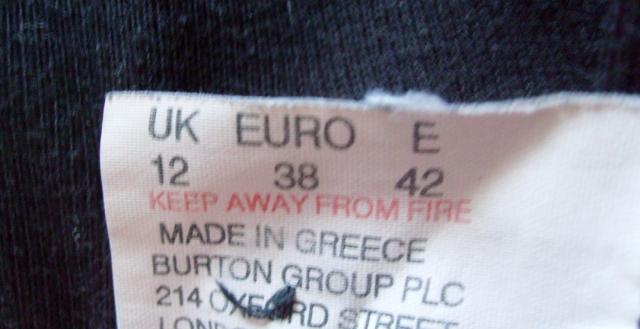 UK EURO E
12 38 42
KEEP AWAY FROM FIRE
MADE IN GREECE
BURTON GROUP PLC
214 OXFORD STREET